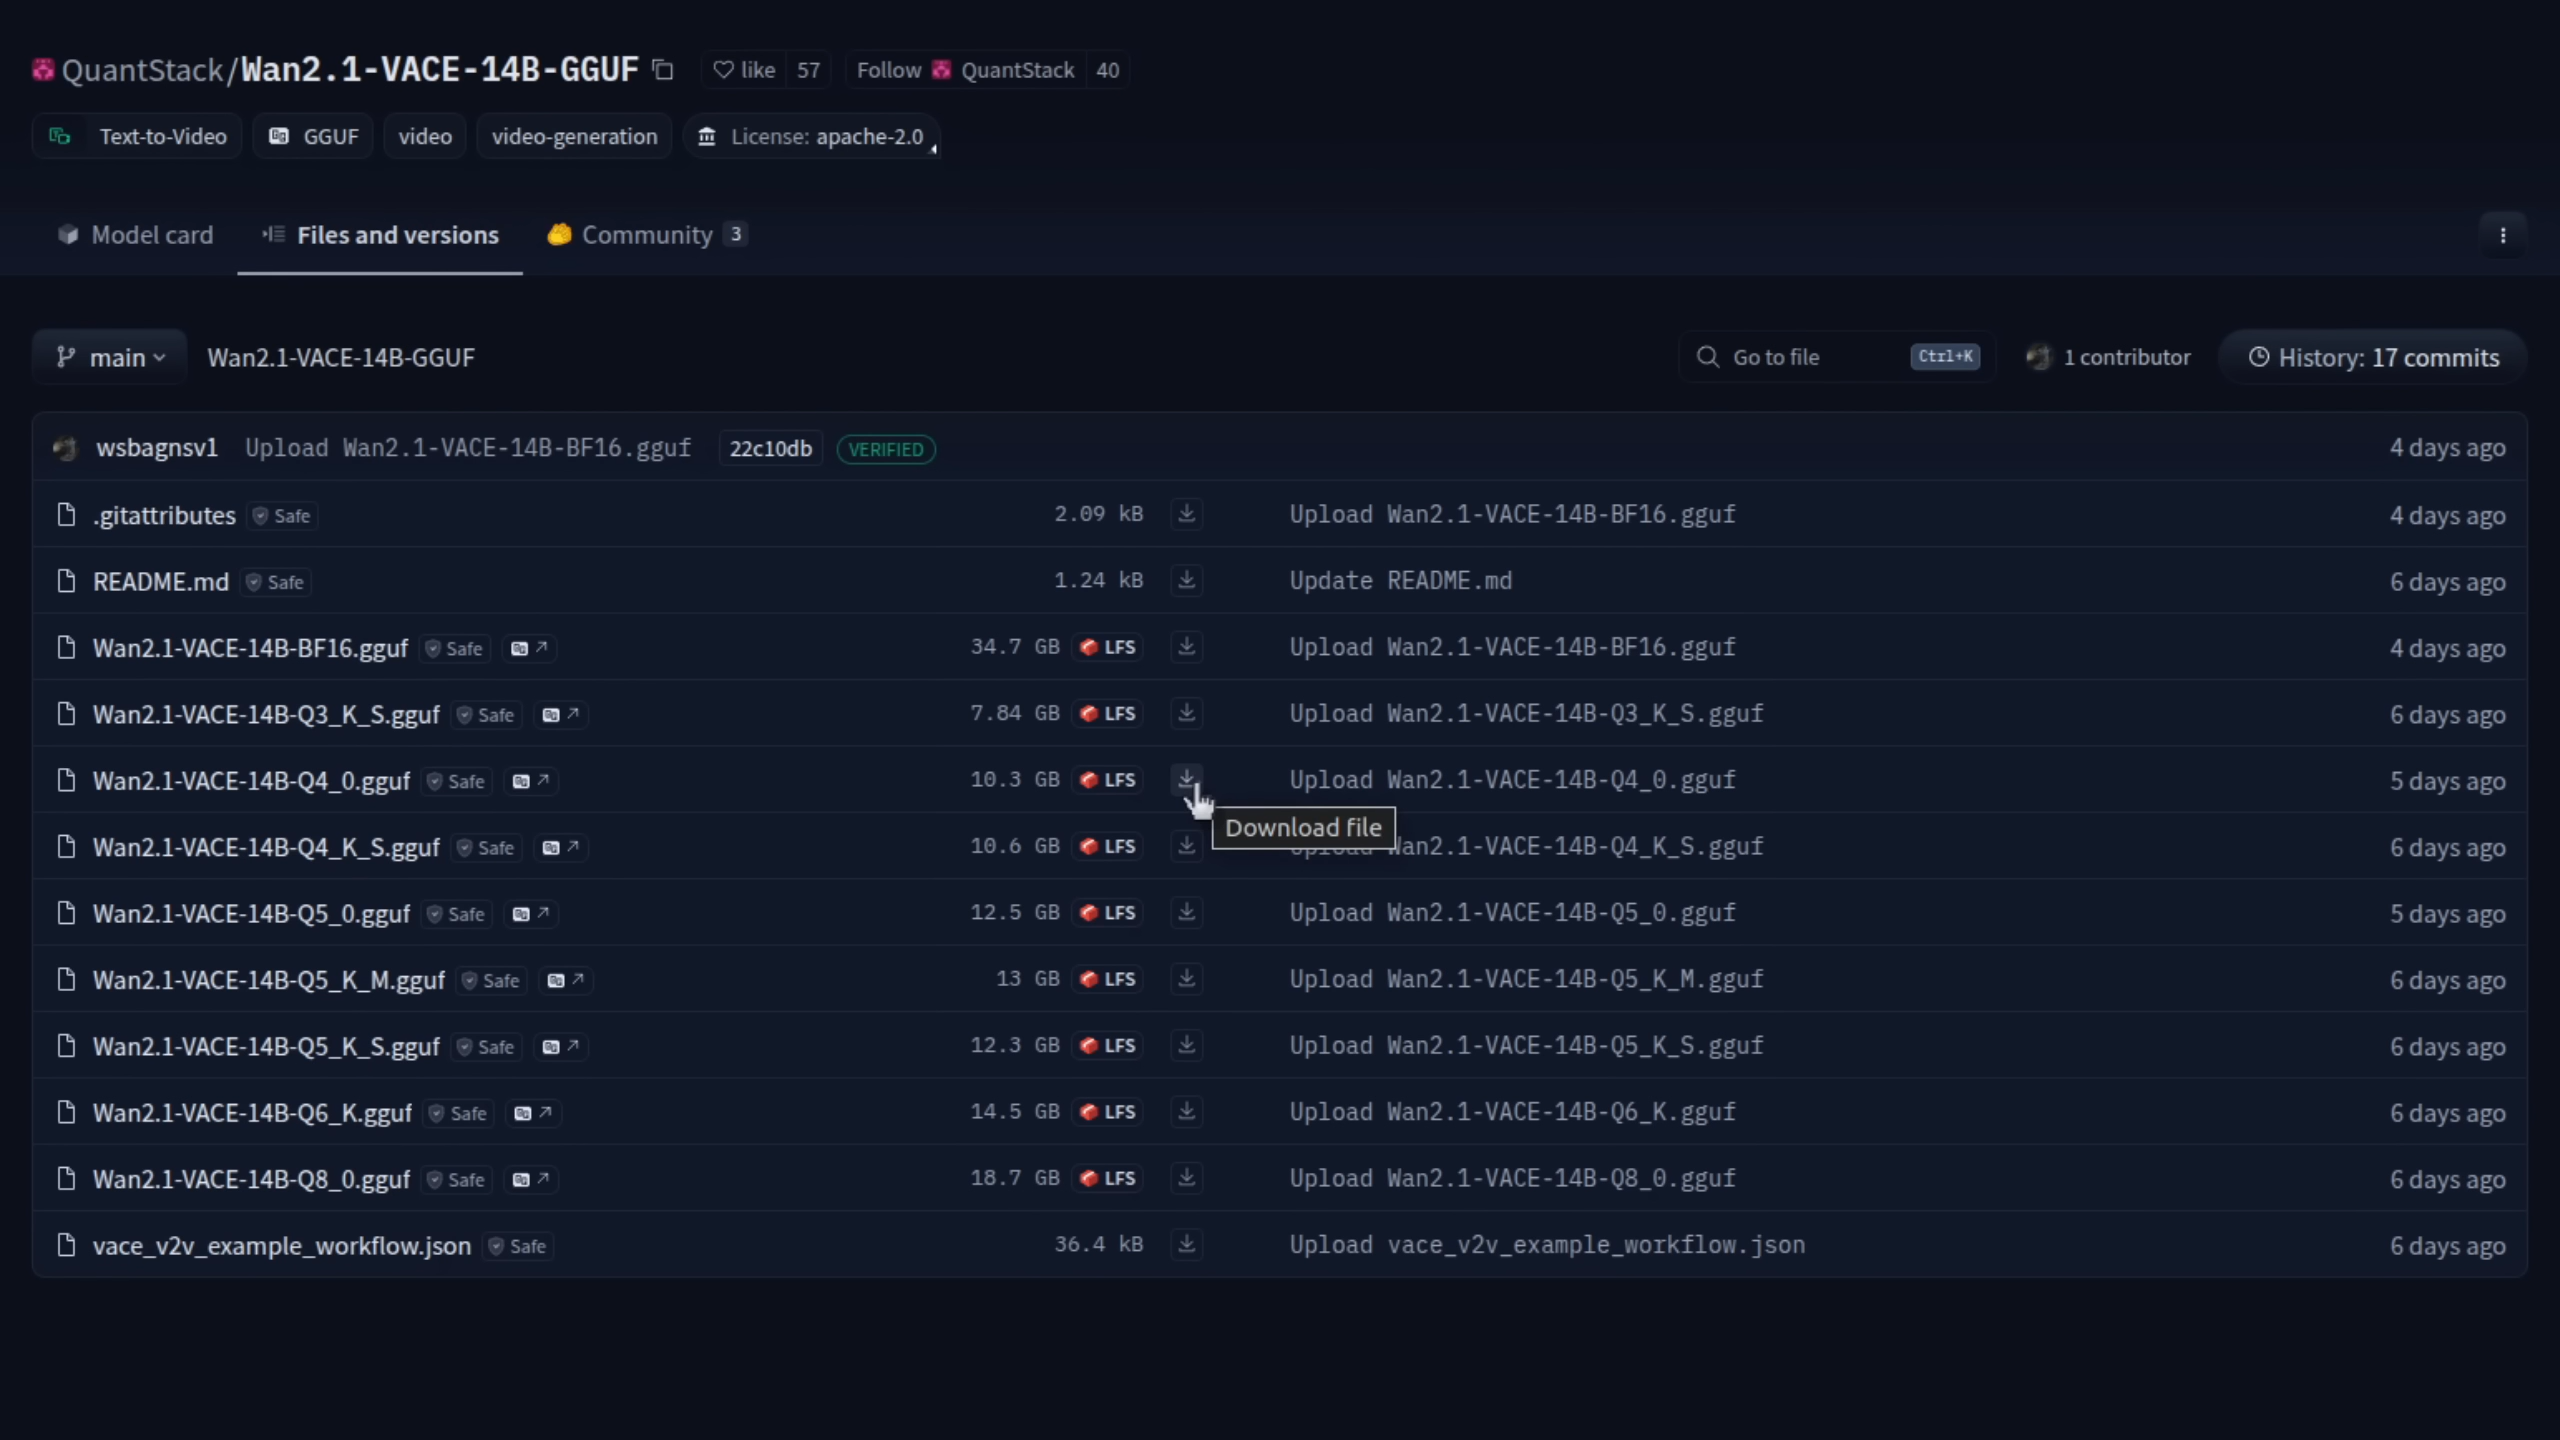 QuantStack/Wan2.1-VACE-14B-GGUF like 57 Follow QuantStack 40
Text-to-Video GGUF video video-generation License: apache-2.0
Model card Files and versions Community 3
main Wan2.1-VACE-14B-GGUF Go to file Ctrl+K 1 contributor History: 17 commits
wsbagnsv1 Upload Wan2.1-VACE-14B-BF16.gguf 22c10db VERIFIED 4 days ago
.gitattributes Safe 2.09 kB Upload Wan2.1-VACE-14B-BF16.gguf 4 days ago
README.md Safe 1.24 kB Update README.md 6 days ago
Wan2.1-VACE-14B-BF16.gguf Safe 34.7 GB LFS Upload Wan2.1-VACE-14B-BF16.gguf 4 days ago
Wan2.1-VACE-14B-Q3_K_S.gguf Safe 7.84 GB LFS Upload Wan2.1-VACE-14B-Q3_K_S.gguf 6 days ago
Wan2.1-VACE-14B-Q4_0.gguf Safe 10.3 GB LFS Upload Wan2.1-VACE-14B-Q4_0.gguf 5 days ago
Download file
Wan2.1-VACE-14B-Q4_K_S.gguf Safe 10.6 GB LFS Upload Wan2.1-VACE-14B-Q4_K_S.gguf 6 days ago
Wan2.1-VACE-14B-Q5_0.gguf Safe 12.5 GB LFS Upload Wan2.1-VACE-14B-Q5_0.gguf 5 days ago
Wan2.1-VACE-14B-Q5_K_M.gguf Safe 13 GB LFS Upload Wan2.1-VACE-14B-Q5_K_M.gguf 6 days ago
Wan2.1-VACE-14B-Q5_K_S.gguf Safe 12.3 GB LFS Upload Wan2.1-VACE-14B-Q5_K_S.gguf 6 days ago
Wan2.1-VACE-14B-Q6_K.gguf Safe 14.5 GB LFS Upload Wan2.1-VACE-14B-Q6_K.gguf 6 days ago
Wan2.1-VACE-14B-Q8_0.gguf Safe 18.7 GB LFS Upload Wan2.1-VACE-14B-Q8_0.gguf 6 days ago
vace_v2v_example_workflow.json Safe 36.4 kB Upload vace_v2v_example_workflow.json 6 days ago